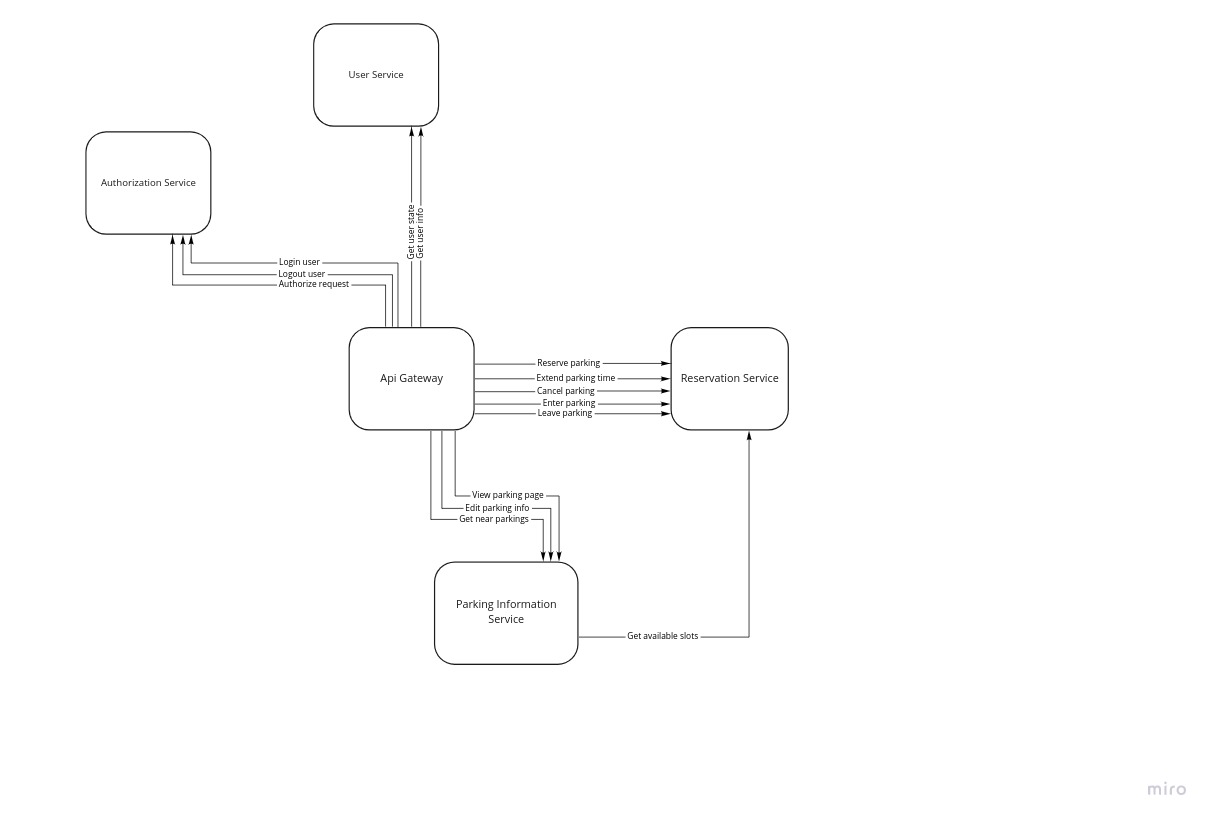 User Service
Authorization Service
Get user state
Get user info
Login user
Logout user
Authorize request
Api Gateway
Reserve parking
Extend parking time
Cancel parking
Enter parking
Leave parking
Reservation Service
View parking page
Edit parking info
Get near parkings
Parking Information
Service
Get available slots
miro